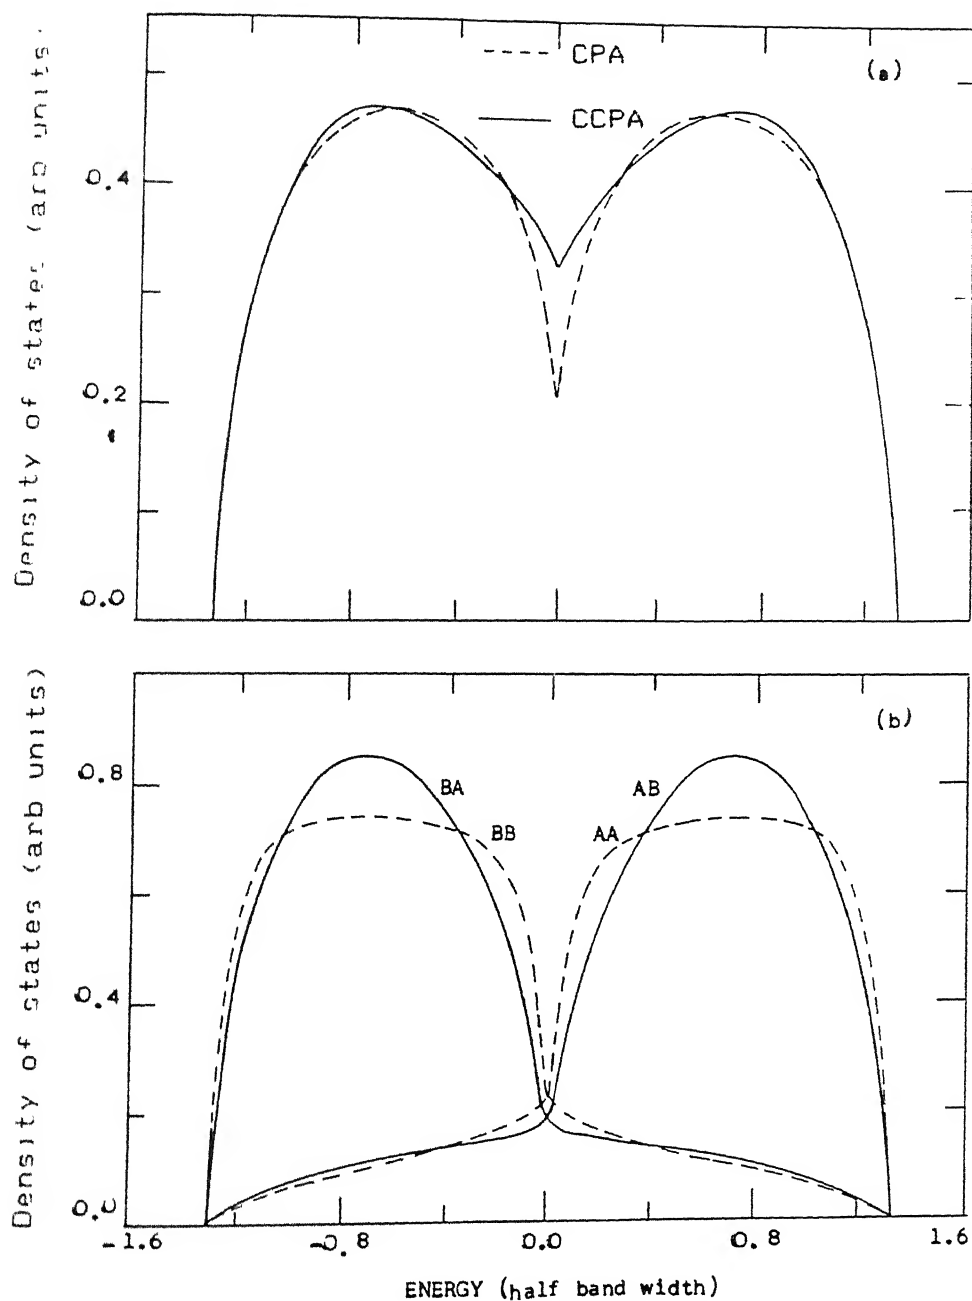 Density of states (arb units.
CPA
(a)
CCPA
0.4
0.2
0.0
Density of states (arb units)
(b)
0.8
BA
AB
BB
AA
0.4
0.0
-1.6
-0.8
0.0
0.8
1.6
ENERGY (half band width)